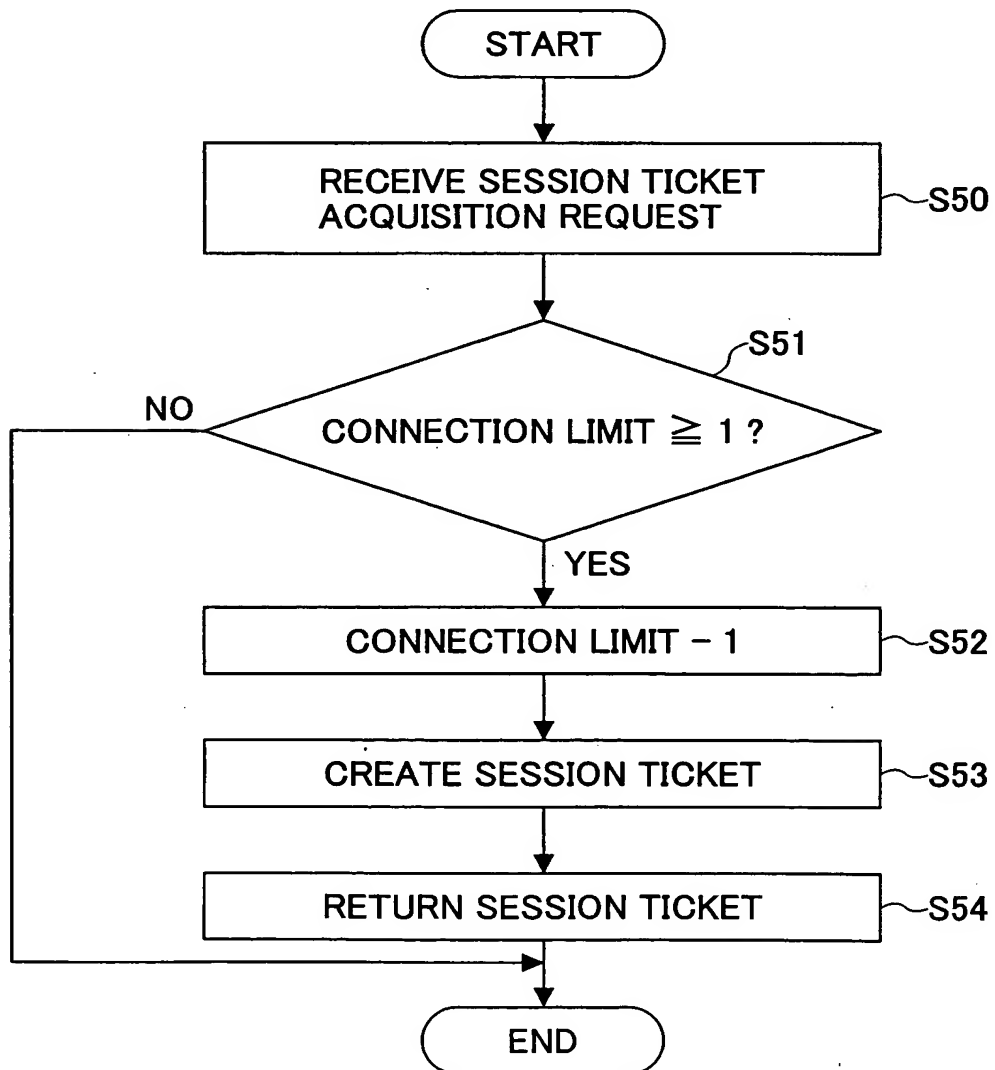 START
RECEIVE SESSION TICKET
ACQUISITION REQUEST
S50
S51
NO
CONNECTION LIMIT ≧ 1 ?
YES
CONNECTION LIMIT − 1
S52
CREATE SESSION TICKET
S53
RETURN SESSION TICKET
S54
END